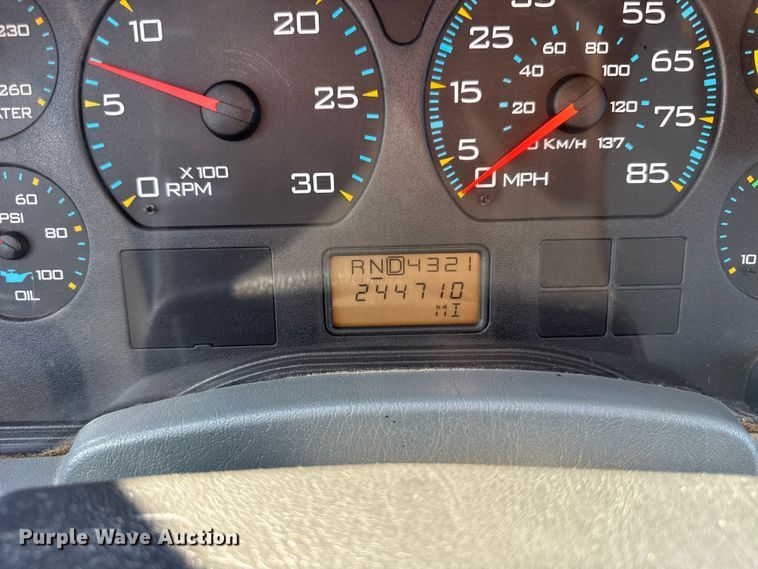 230
260
ATER
10
5
25
X100
0 RPM
30
35
55
25
60
80
65
40
100
15
20
120
75
5
KM/H 137
0 MPH
85
60
PSI
80
100
OIL
RND4321
244710
MI
10
Purple Wave Auction